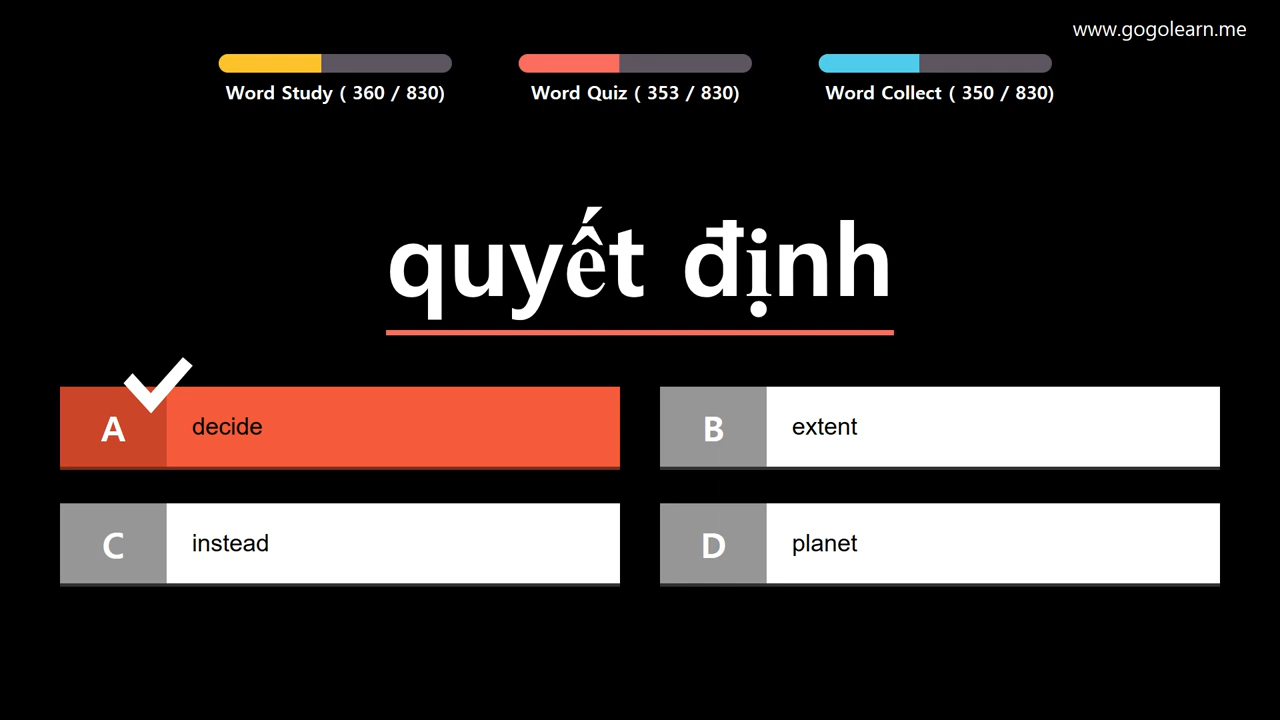 www.gogolearn.me
Word Study ( 360 / 830)
Word Quiz ( 353 / 830)
Word Collect ( 350 / 830)
quyết định
A decide
B extent
C instead
D planet